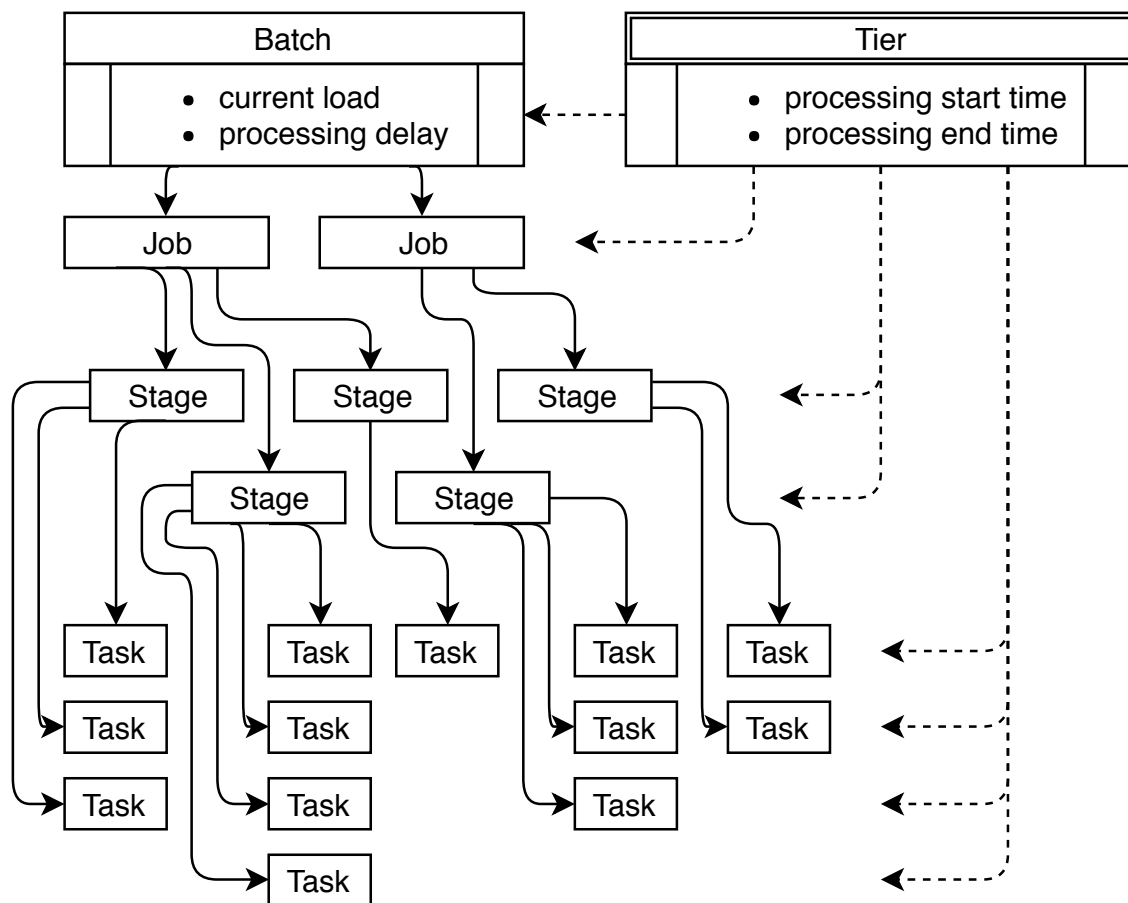 Batch
Tier
• current load
• processing delay
• processing start time
• processing end time
Job
Job
Stage
Stage
Stage
Stage
Stage
Task
Task
Task
Task
Task
Task
Task
Task
Task
Task
Task
Task
Task